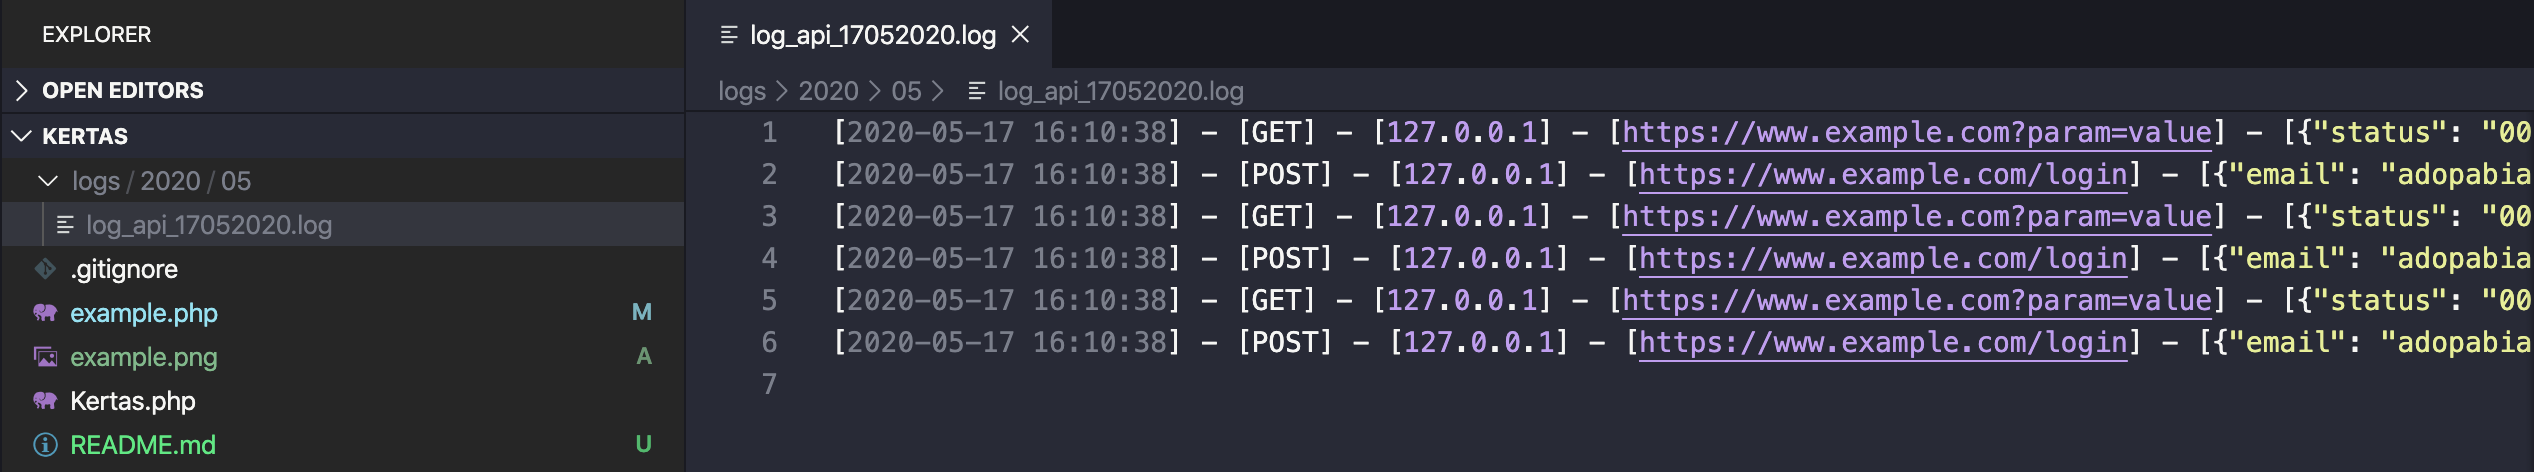 EXPLORER
OPEN EDITORS
KERTAS
logs / 2020 / 05
log_api_17052020.log
.gitignore
example.php M
example.png A
Kertas.php
README.md U
log_api_17052020.log
logs > 2020 > 05 > log_api_17052020.log
1 [2020-05-17 16:10:38] - [GET] - [127.0.0.1] - [https://www.example.com?param=value] - [{"status": "00
2 [2020-05-17 16:10:38] - [POST] - [127.0.0.1] - [https://www.example.com/login] - [{"email": "adopabia
3 [2020-05-17 16:10:38] - [GET] - [127.0.0.1] - [https://www.example.com?param=value] - [{"status": "00
4 [2020-05-17 16:10:38] - [POST] - [127.0.0.1] - [https://www.example.com/login] - [{"email": "adopabia
5 [2020-05-17 16:10:38] - [GET] - [127.0.0.1] - [https://www.example.com?param=value] - [{"status": "00
6 [2020-05-17 16:10:38] - [POST] - [127.0.0.1] - [https://www.example.com/login] - [{"email": "adopabia
7